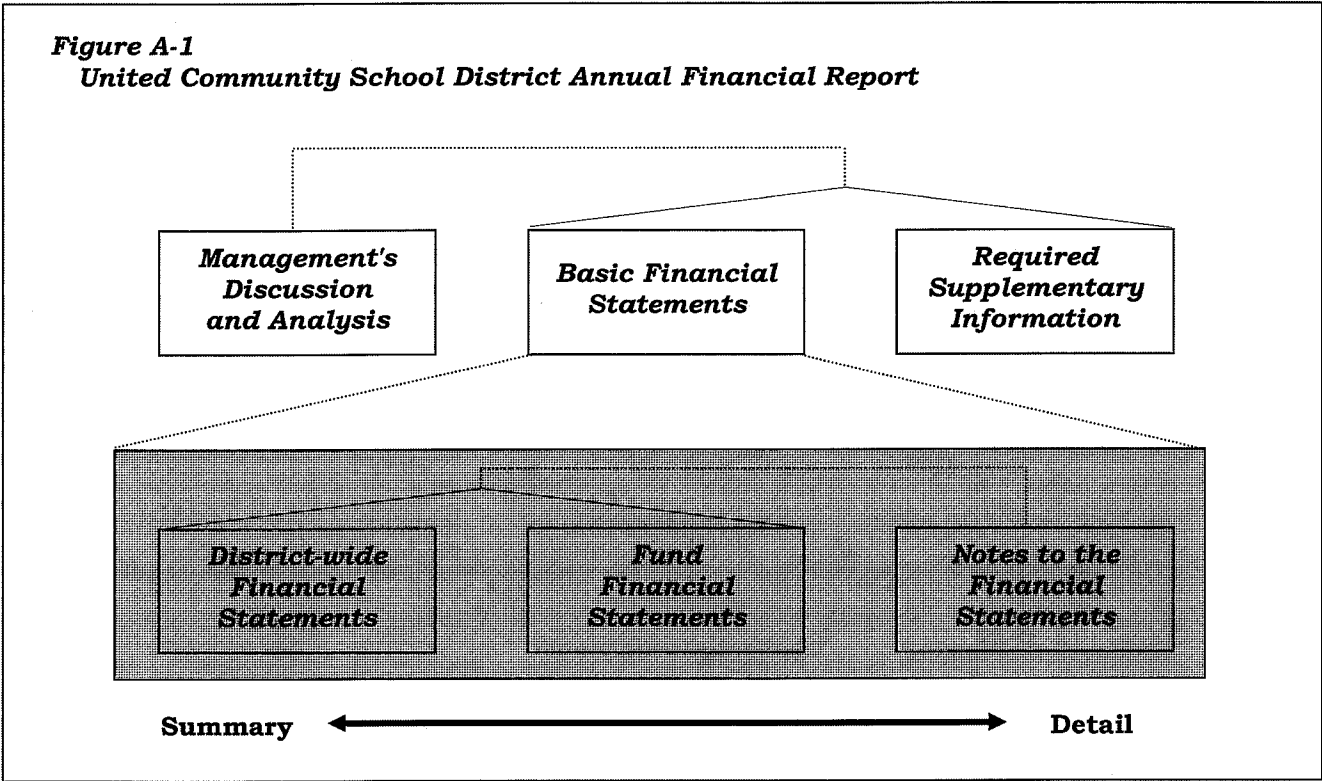 Figure A-1
United Community School District Annual Financial Report
Management's
Discussion
and Analysis
Basic Financial
Statements
Required
Supplementary
Information
District-wide
Financial
Statements
Fund
Financial
Statements
Notes to the
Financial
Statements
Summary
Detail